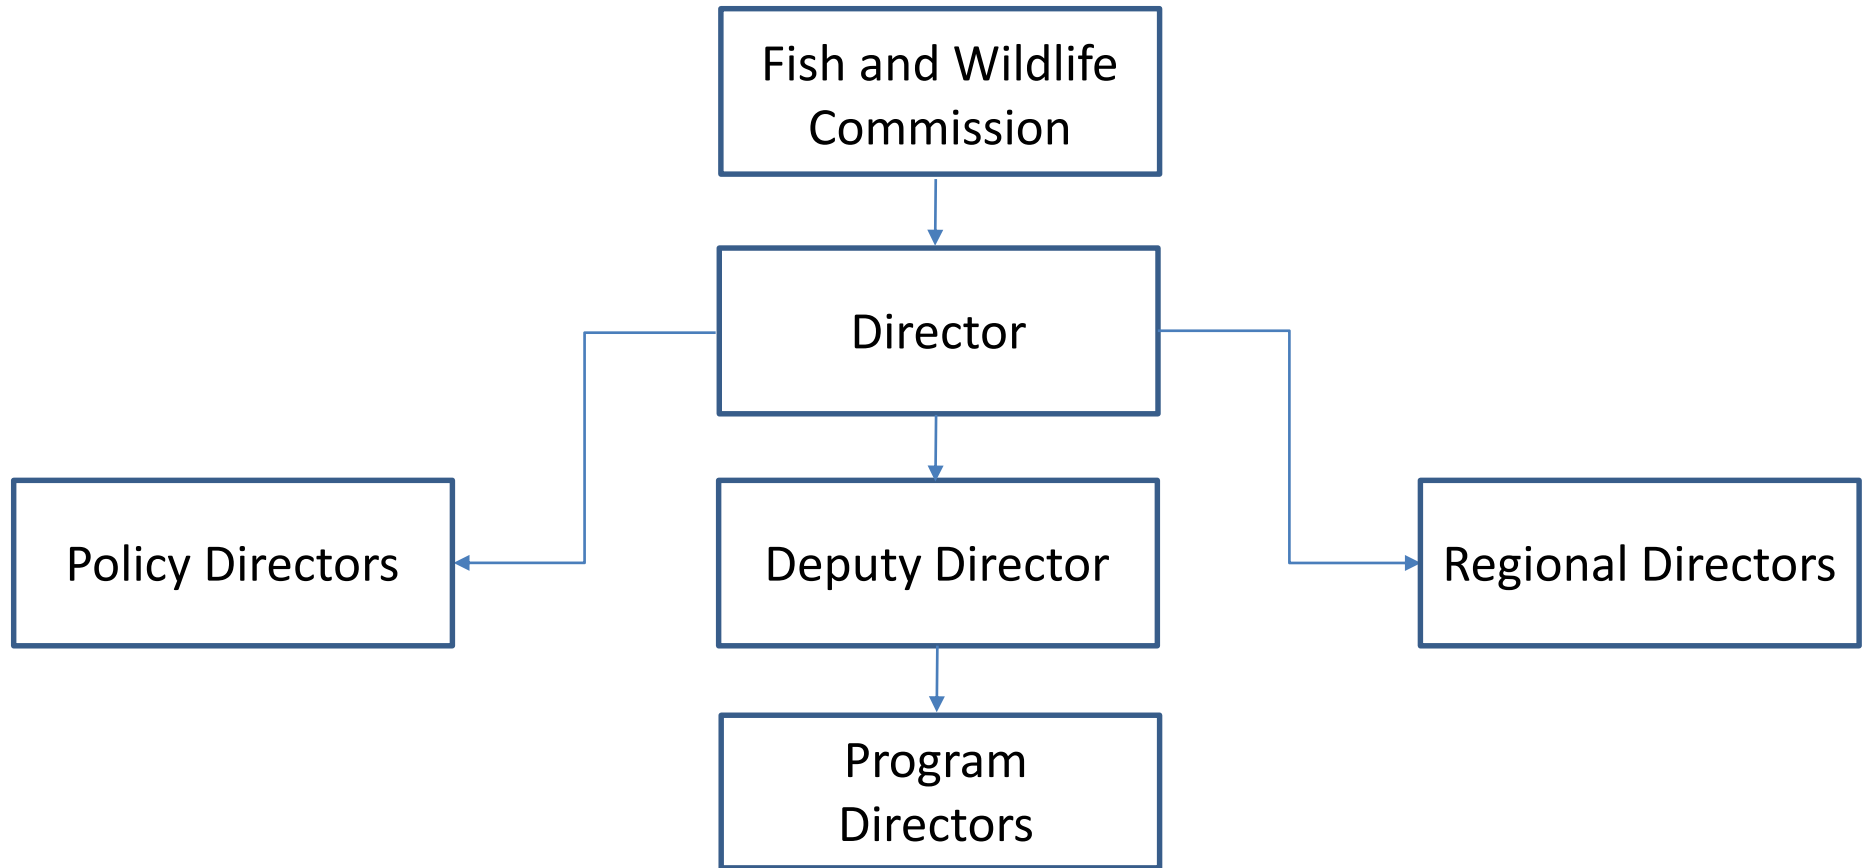 Fish and Wildlife
Commission
Director
Policy Directors
Deputy Director
Regional Directors
Program
Directors